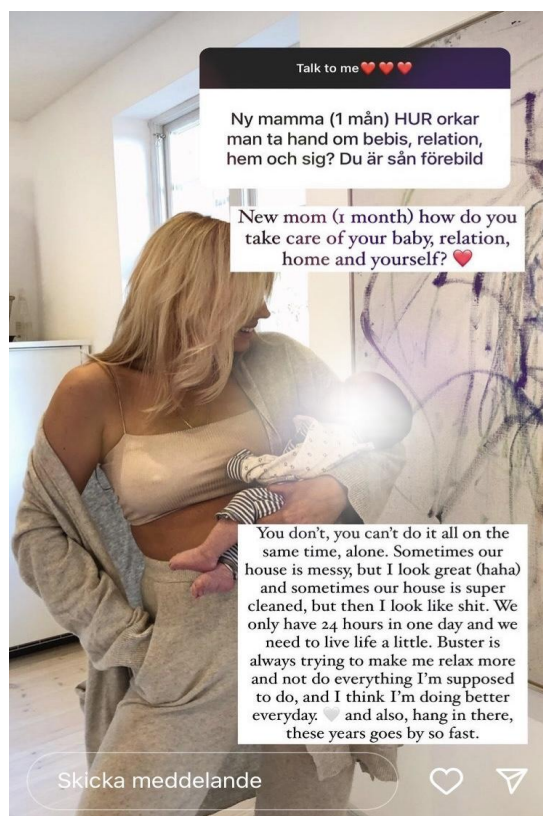 Talk to me❤️❤️❤️
Ny mamma (1 mån) HUR orkar
man ta hand om bebis, relation,
hem och sig? Du är sån förebild
New mom (1 month) how do you
take care of your baby, relation,
home and yourself? ❤️
You don't, you can't do it all on the
same time, alone. Sometimes our
house is messy, but I look great (haha)
and sometimes our house is super
cleaned, but then I look like shit. We
only have 24 hours in one day and we
need to live life a little. Buster is
always trying to make me relax more
and not do everything I'm supposed
to do, and I think I'm doing better
everyday. 🤍 and also, hang in there,
these years goes by so fast.
Skicka meddelande